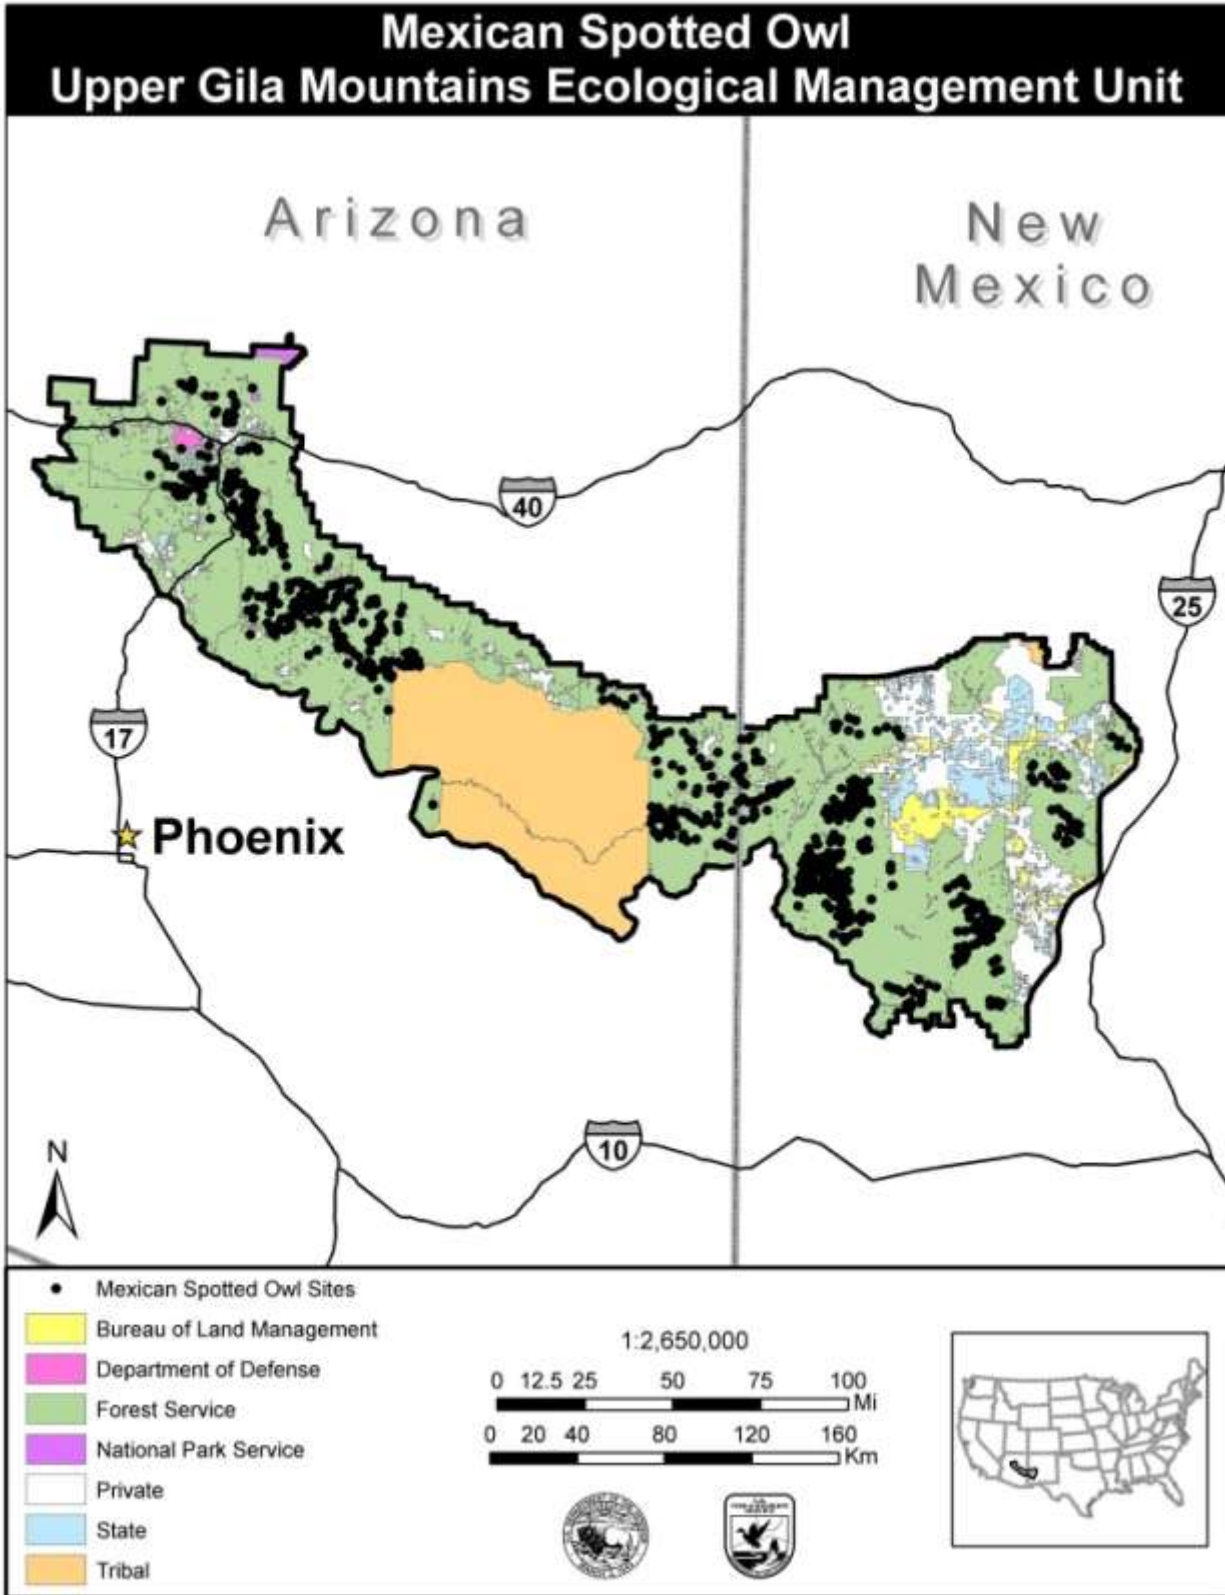 Mexican Spotted Owl
Upper Gila Mountains Ecological Management Unit
Arizona
New
Mexico
40
25
17
Phoenix
10
N
Mexican Spotted Owl Sites
Bureau of Land Management
Department of Defense
Forest Service
National Park Service
Private
State
Tribal
1:2,650,000
0 12.5 25 50 75 100
Mi
0 20 40 80 120 160
Km